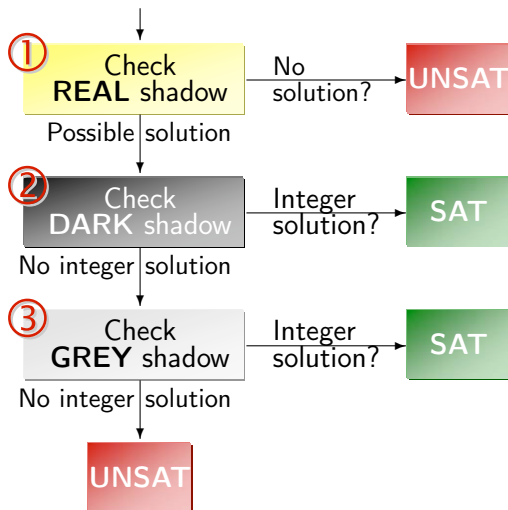 1
Check
REAL shadow
No
solution?
UNSAT
Possible solution
2
Check
DARK shadow
Integer
solution?
SAT
No integer solution
3
Check
GREY shadow
Integer
solution?
SAT
No integer solution
UNSAT